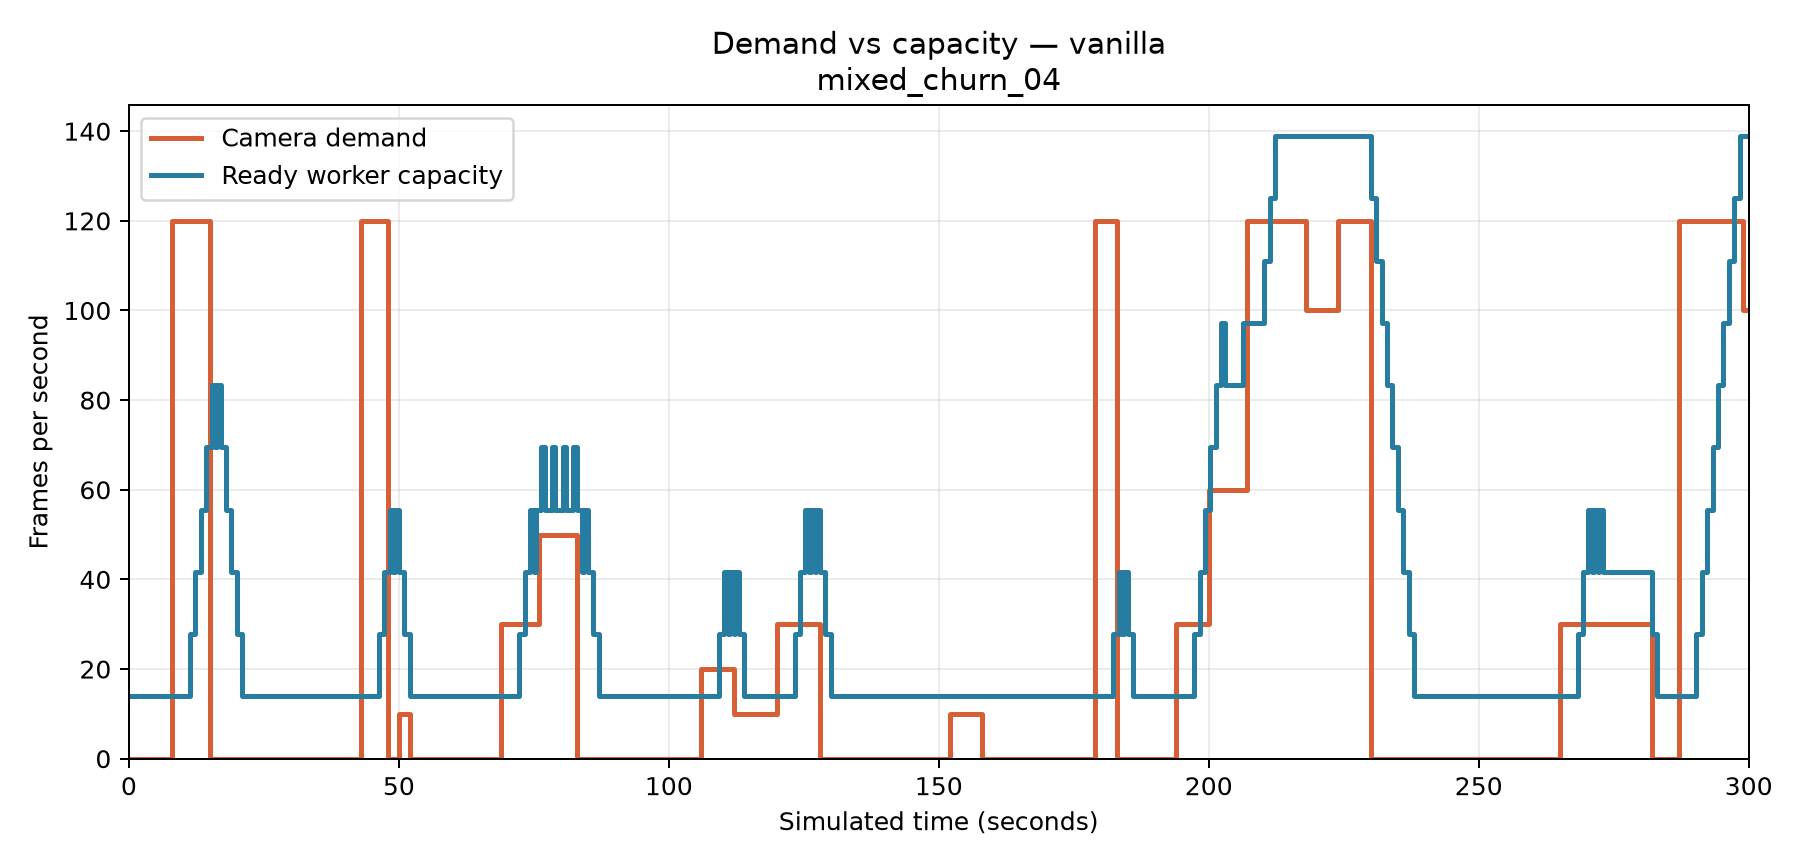 Demand vs capacity — vanilla
mixed_churn_04
Camera demand
Ready worker capacity
Frames per second
140
120
100
80
60
40
20
0
0 50 100 150 200 250 300
Simulated time (seconds)